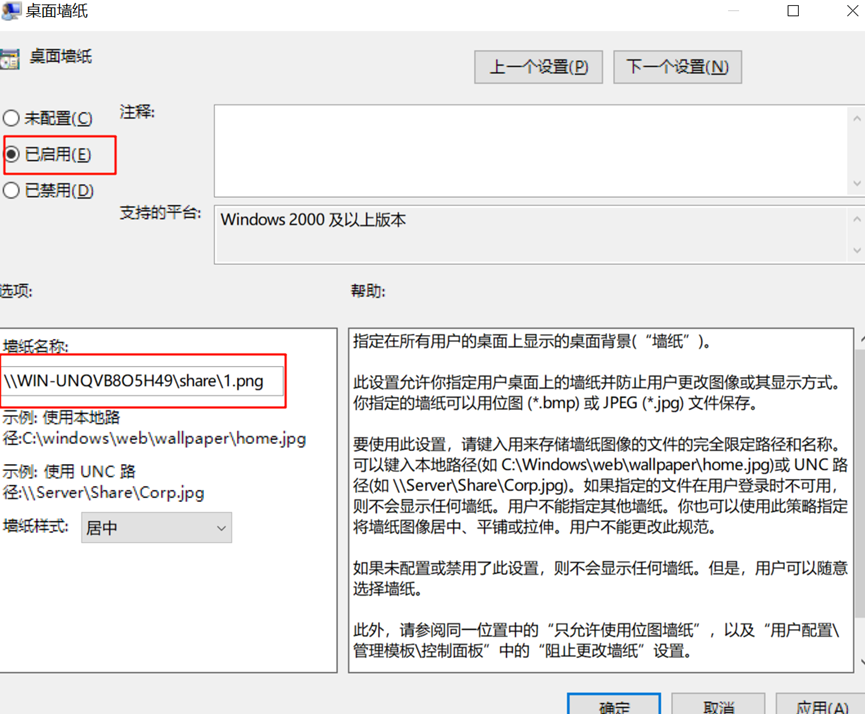 桌面墙纸
桌面墙纸
上一个设置(P)
下一个设置(N)
未配置(C)
注释:
已启用(E)
已禁用(D)
支持的平台:
Windows 2000 及以上版本
选项:
帮助:
墙纸名称:
\\WIN-UNQVB8O5H49\share\1.png
示例: 使用本地路
径:C:\windows\web\wallpaper\home.jpg
示例: 使用 UNC 路
径:\\Server\Share\Corp.jpg
墙纸样式:
居中
指定在所有用户的桌面上显示的桌面背景(“墙纸”)。
此设置允许你指定用户桌面上的墙纸并防止用户更改图像或其显示方式。
你指定的墙纸可以用位图 (*.bmp) 或 JPEG (*.jpg) 文件保存。
要使用此设置，请键入用来存储墙纸图像的文件的完全限定路径和名称。
可以键入本地路径(如 C:\Windows\web\wallpaper\home.jpg)或 UNC 路
径(如 \\Server\Share\Corp.jpg)。如果指定的文件在用户登录时不可用，
则不会显示任何墙纸。用户不能指定其他墙纸。你也可以使用此策略指定
将墙纸图像居中、平铺或拉伸。用户不能更改此规范。
如果未配置或禁用了此设置，则不会显示任何墙纸。但是，用户可以随意
选择墙纸。
此外，请参阅同一位置中的“只允许使用位图墙纸”，以及“用户配置\
管理模板\控制面板”中的“阻止更改墙纸”设置。
确定
取消
应用(A)